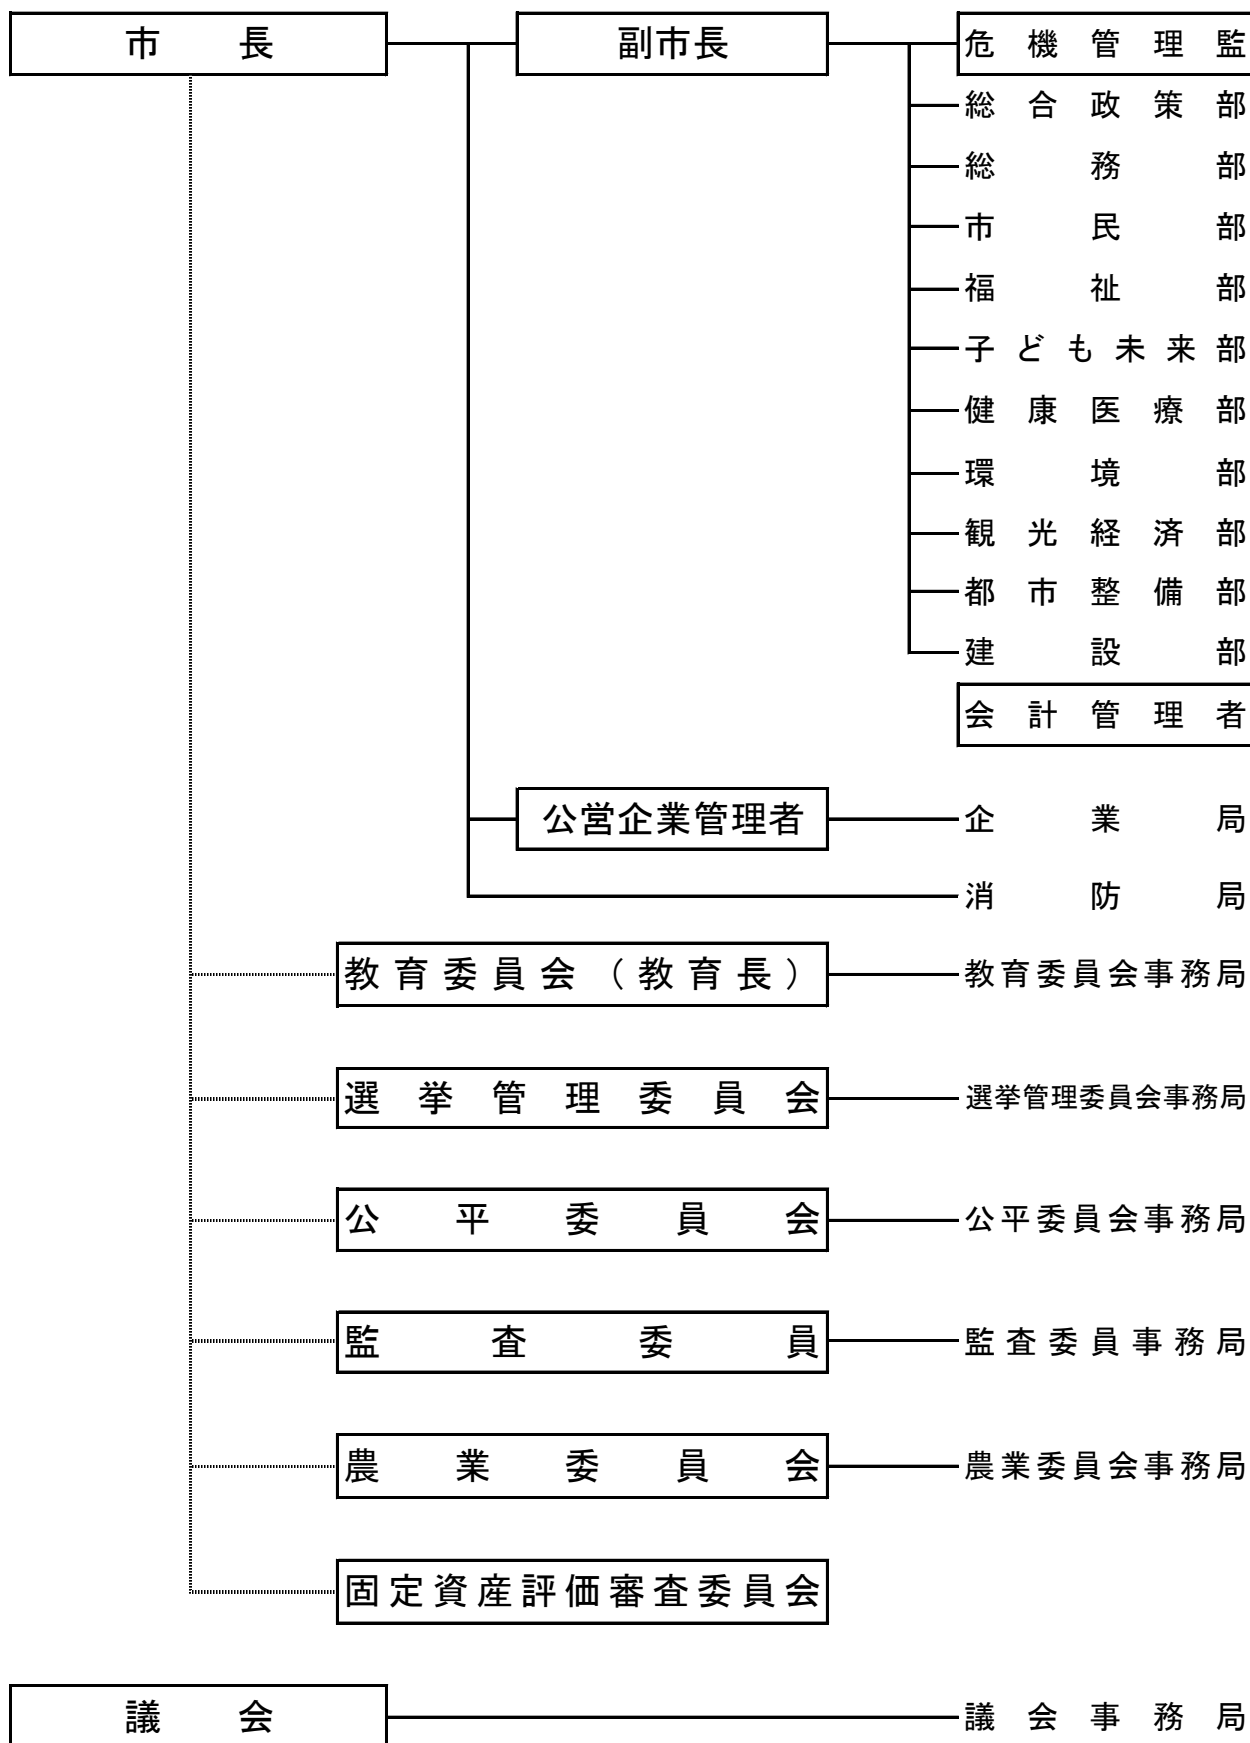 市長 副市長 危機管理監
総合政策部
総務部
市民部
福祉部
子ども未来部
健康医療部
環境部
観光経済部
都市整備部
建設部
会計管理者
公営企業管理者 企業局
消防局
教育委員会（教育長） 教育委員会事務局
選挙管理委員会 選挙管理委員会事務局
公平委員会 公平委員会事務局
監査委員 監査委員事務局
農業委員会 農業委員会事務局
固定資産評価審査委員会
議会 議会事務局